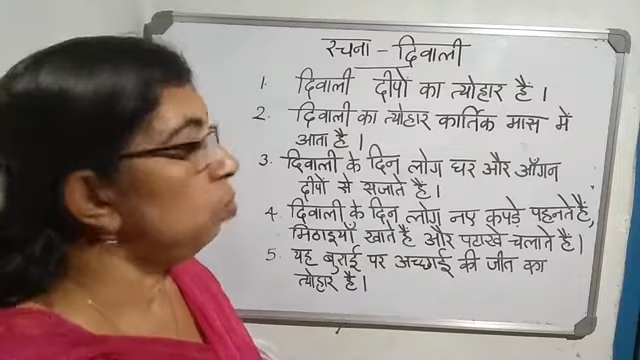 रचना - दिवाली
1. दिवाली दीपों का त्योहार हैं।
2. दिवाली का त्योहार कार्तिक मास में
आता है।
3. दिवाली के दिन लोग घर और आँगन
दीपों से सजाते हैं।
4. दिवाली के दिन लोग नए कपड़े पहनते हैं,
मिठाइयाँ खाते हैं और पटाखे चलाते हैं।
5. यह बुराई पर अच्छाई की जीत का
त्योहार है।